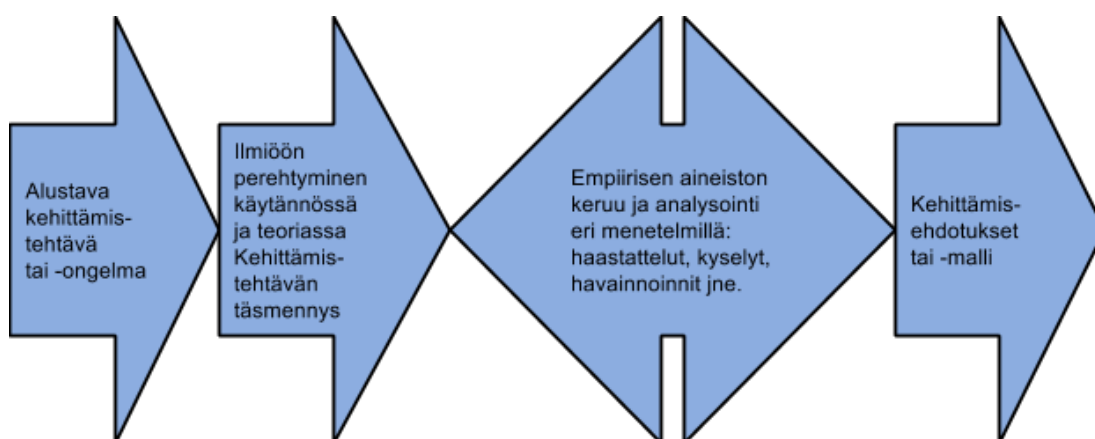 Alustava
kehittämis-
tehtävä
tai -ongelma
Ilmiöön
perehtyminen
käytännössä
ja teoriassa
Kehittämis-
tehtävän
täsmennys
Empiirisen aineiston
keruu ja analysointi
eri menetelmillä:
haastattelut, kyselyt,
havainnoinnit jne.
Kehittämis-
ehdotukset
tai -malli